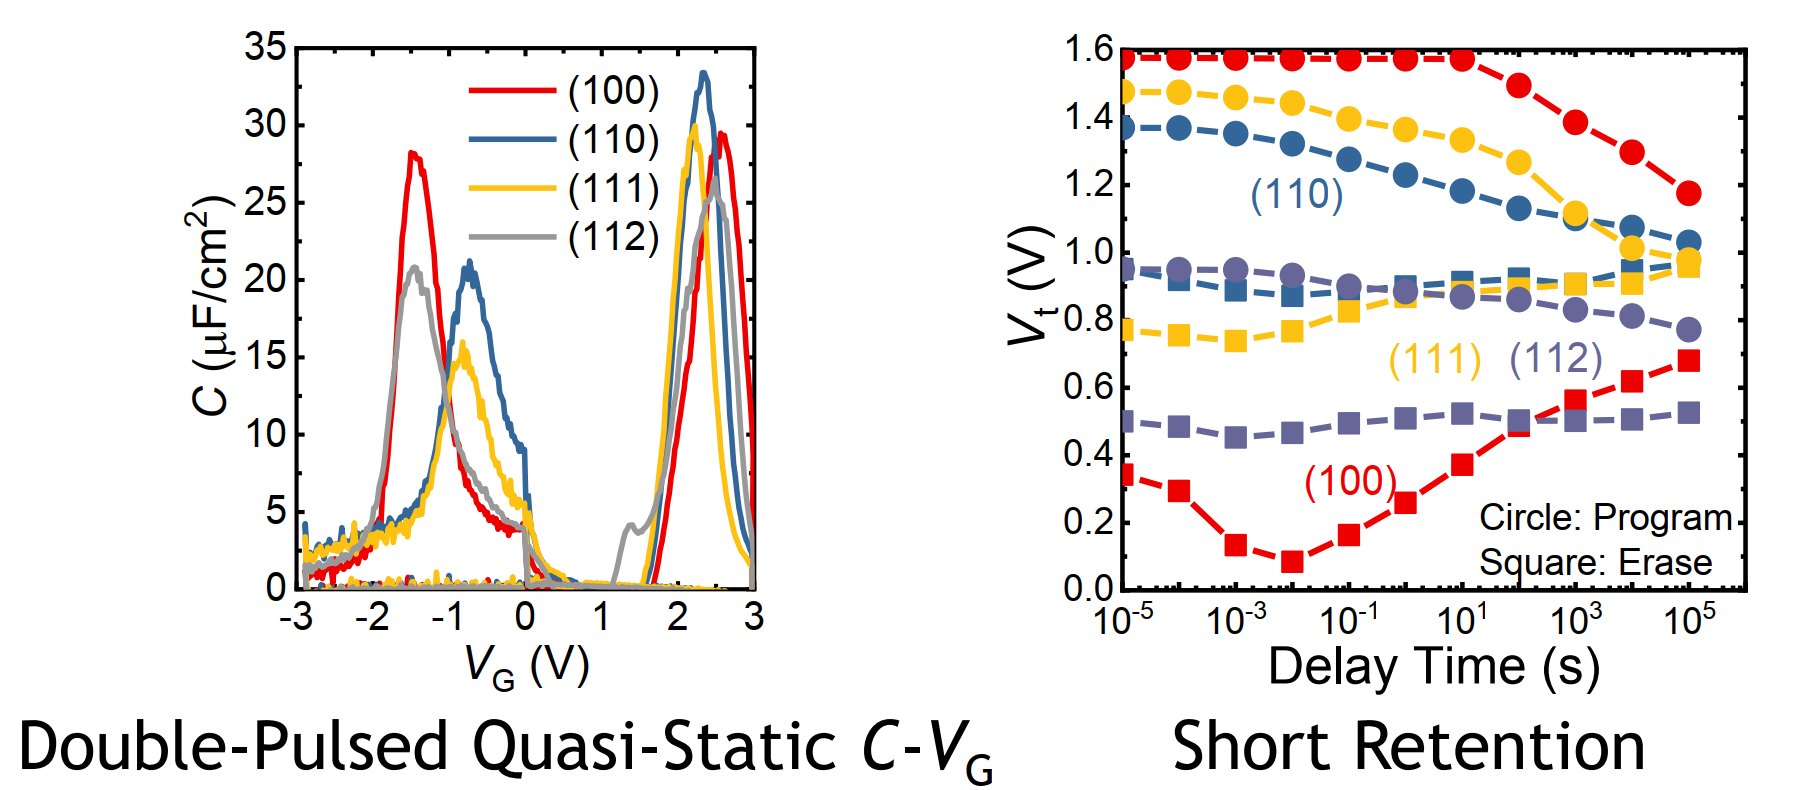 35
30
25
20
15
10
5
0
C (μF/cm2)
(100)
(110)
(111)
(112)
-3 -2 -1 0 1 2 3
VG (V)
Double-Pulsed Quasi-Static C-VG
1.6
1.4
1.2
1.0
0.8
0.6
0.4
0.2
0.0
Vt (V)
(110)
(111) (112)
(100)
Circle: Program
Square: Erase
10-5 10-3 10-1 101 103 105
Delay Time (s)
Short Retention